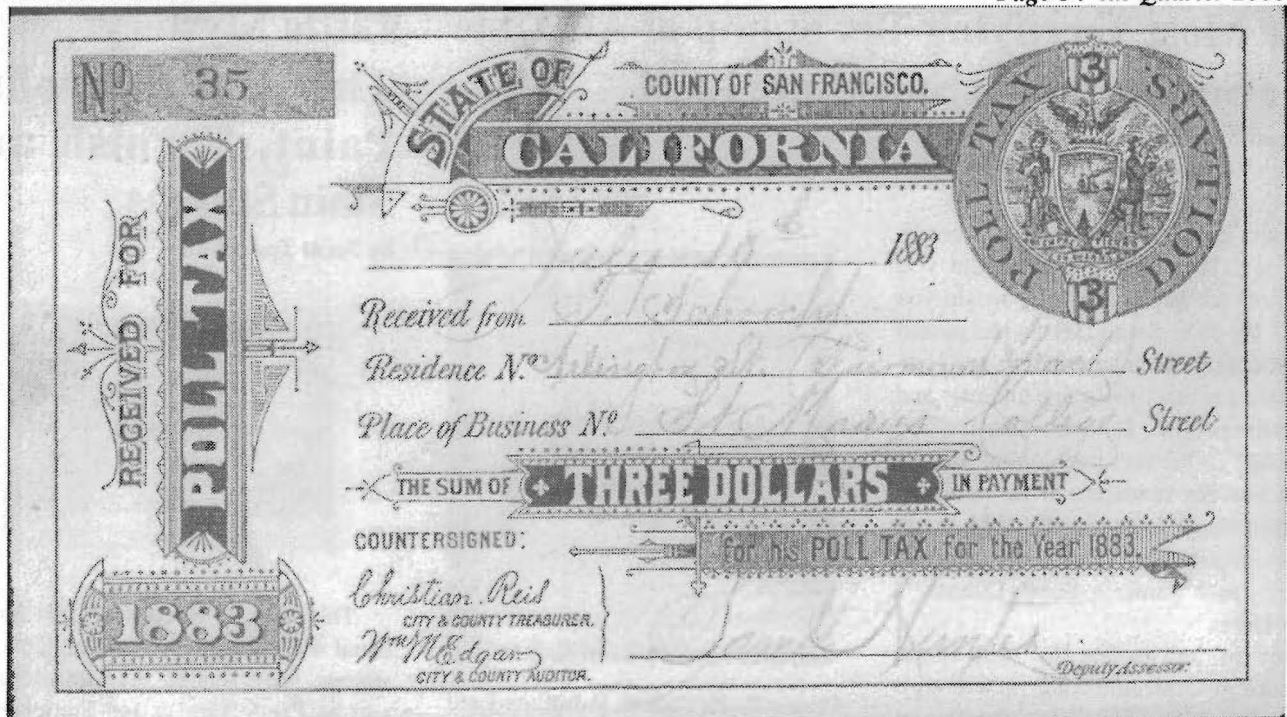 No 35
RECEIVED FOR
POLL TAX
1883
STATE OF
COUNTY OF SAN FRANCISCO.
CALIFORNIA
3
POLL TAX
DOLLARS
3
1883
Received from
Residence No. Street
Place of Business No. St Mary's College Street
THE SUM OF THREE DOLLARS IN PAYMENT
for his POLL TAX for the Year 1883.
COUNTERSIGNED:
Christian Reis
CITY & COUNTY TREASURER.
Wm M Edgar
CITY & COUNTY AUDITOR.
Deputy Assessor